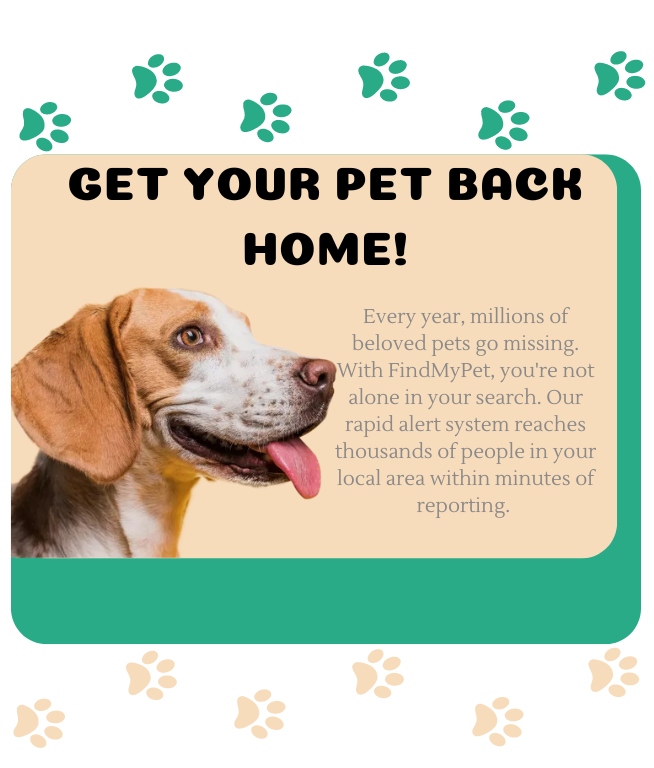 GET YOUR PET BACK
HOME!
Every year, millions of
beloved pets go missing.
With FindMyPet, you're not
alone in your search. Our
rapid alert system reaches
thousands of people in your
local area within minutes of
reporting.